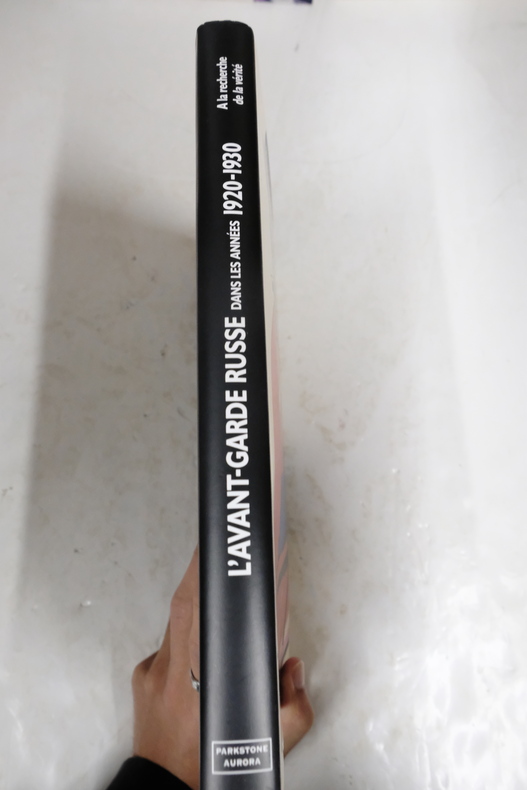 L'AVANT-GARDE RUSSE DANS LES ANNÉES 1920-1930
A la recherche
de la vérité
PARKSTONE
AURORA